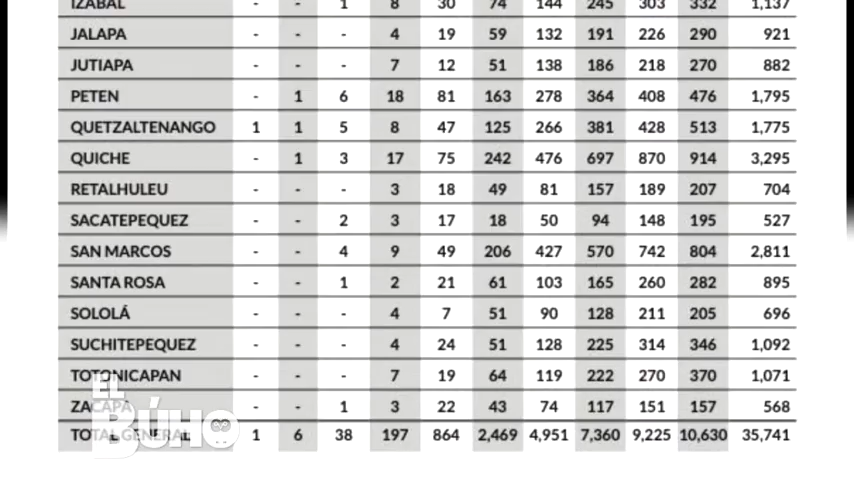 IZABAL - - 1 8 30 74 144 245 303 332 1,137
JALAPA - - - 4 19 59 132 191 226 290 921
JUTIAPA - - - 7 12 51 138 186 218 270 882
PETEN - 1 6 18 81 163 278 364 408 476 1,795
QUETZALTENANGO 1 1 5 8 47 125 266 381 428 513 1,775
QUICHE - 1 3 17 75 242 476 697 870 914 3,295
RETALHULEU - - - 3 18 49 81 157 189 207 704
SACATEPEQUEZ - - 2 3 17 18 50 94 148 195 527
SAN MARCOS - - 4 9 49 206 427 570 742 804 2,811
SANTA ROSA - - 1 2 21 61 103 165 260 282 895
SOLOLÁ - - - 4 7 51 90 128 211 205 696
SUCHITEPEQUEZ - - - 4 24 51 128 225 314 346 1,092
TOTONICAPAN - - - 7 19 64 119 222 270 370 1,071
ZACAPA - - 1 3 22 43 74 117 151 157 568
TOTAL GENERAL 1 6 38 197 864 2,469 4,951 7,360 9,225 10,630 35,741
EL
BÚHO